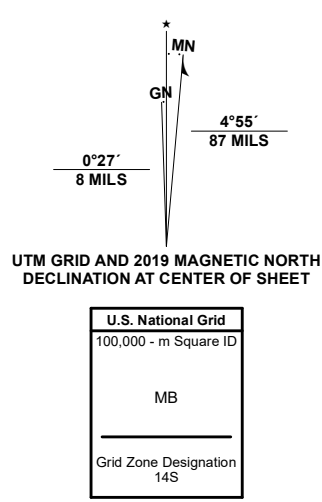 ★
MN
GN
4°55´
87 MILS
0°27´
8 MILS
UTM GRID AND 2019 MAGNETIC NORTH
DECLINATION AT CENTER OF SHEET
U.S. National Grid
100,000 - m Square ID
MB
Grid Zone Designation
14S